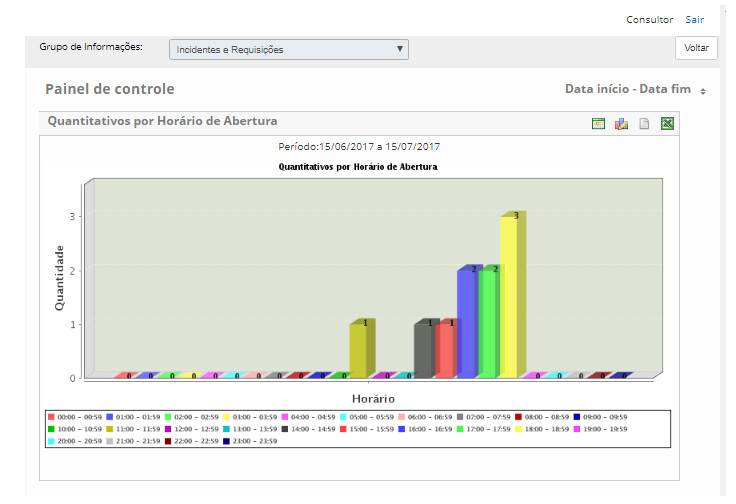 Consultor Sair
Grupo de Informações: Incidentes e Requisições Voltar
Painel de controle Data início - Data fim
Quantitativos por Horário de Abertura
Período:15/06/2017 a 15/07/2017
Quantitativos por Horário de Abertura
Quantidade
3
2
1
0
0 0 0 0 0 0 0 0 0 0 0 1 0 0 1 1 2 2 3 0 0 0 0 0
Horário
00:00 - 00:59 01:00 - 01:59 02:00 - 02:59 03:00 - 03:59 04:00 - 04:59 05:00 - 05:59 06:00 - 06:59 07:00 - 07:59 08:00 - 08:59 09:00 - 09:59
10:00 - 10:59 11:00 - 11:59 12:00 - 12:59 13:00 - 13:59 14:00 - 14:59 15:00 - 15:59 16:00 - 16:59 17:00 - 17:59 18:00 - 18:59 19:00 - 19:59
20:00 - 20:59 21:00 - 21:59 22:00 - 22:59 23:00 - 23:59